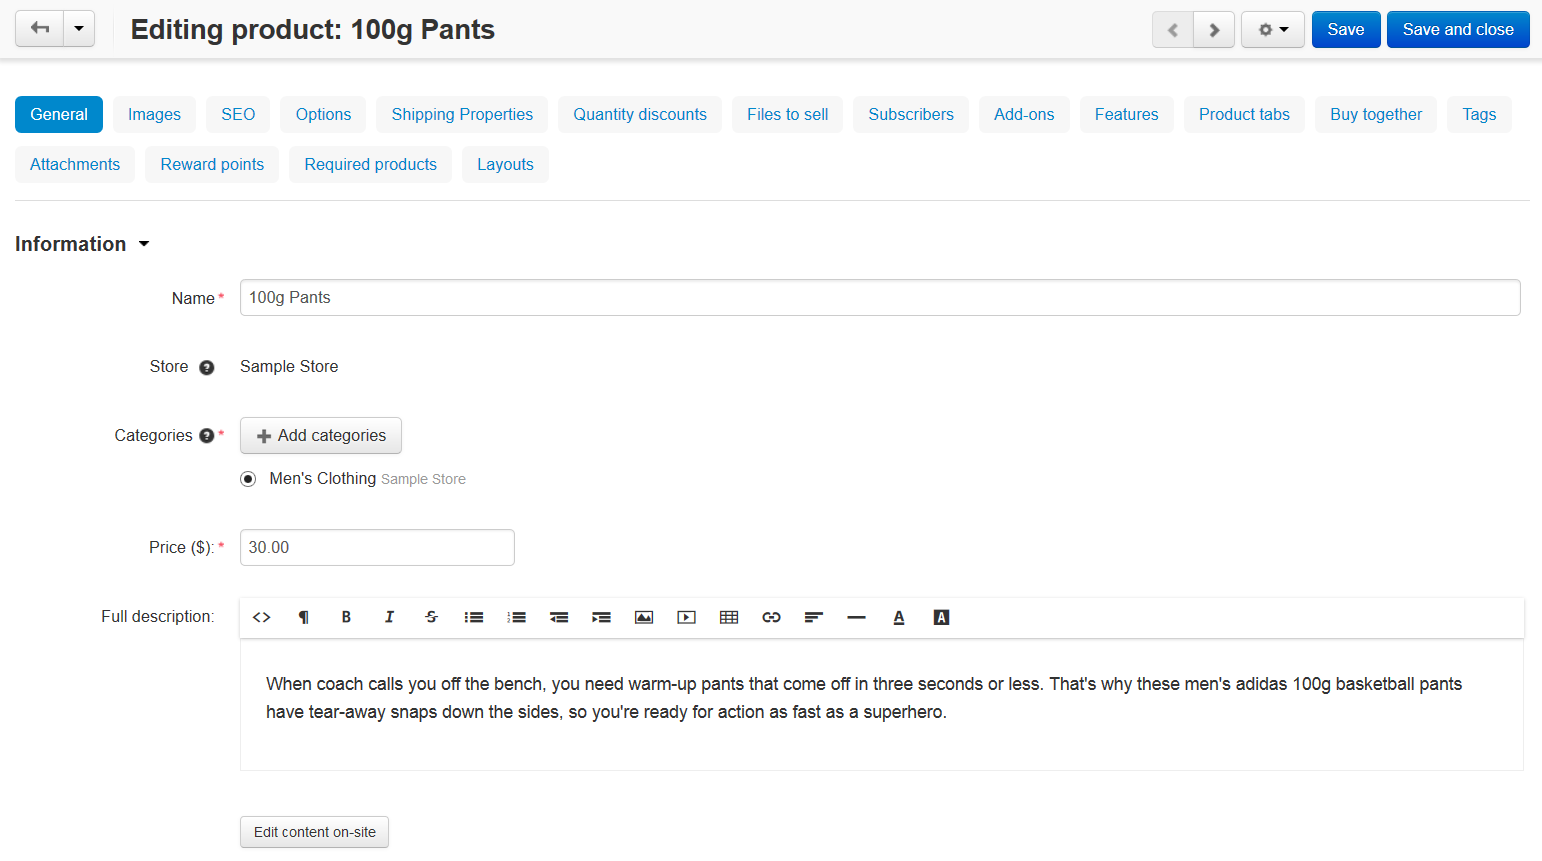 Editing product: 100g Pants
Save
Save and close
General Images SEO Options Shipping Properties Quantity discounts Files to sell Subscribers Add-ons Features Product tabs Buy together Tags
Attachments Reward points Required products Layouts
Information
Name* 100g Pants
Store ? Sample Store
Categories ? * Add categories
Men's Clothing Sample Store
Price ($): * 30.00
Full description: <> ¶ B I S A A
When coach calls you off the bench, you need warm-up pants that come off in three seconds or less. That's why these men's adidas 100g basketball pants
have tear-away snaps down the sides, so you're ready for action as fast as a superhero.
Edit content on-site